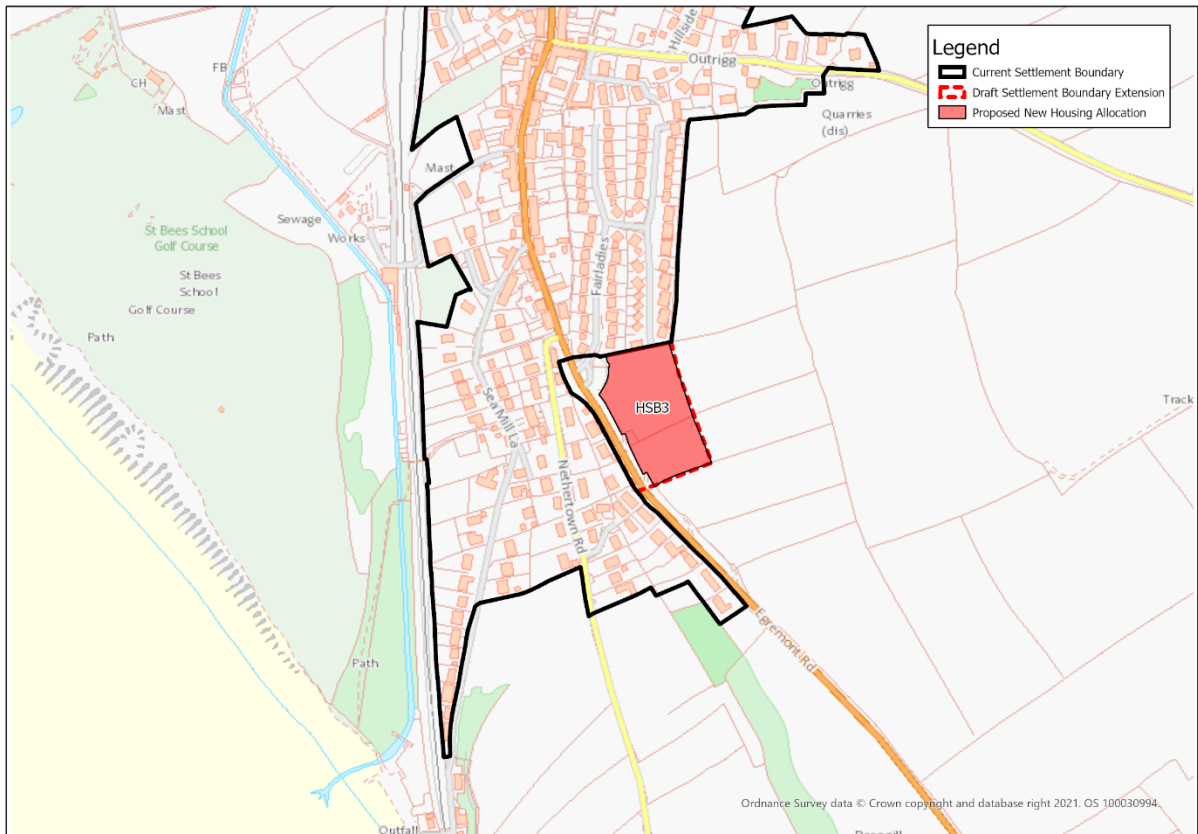 Legend
Current Settlement Boundary
Draft Settlement Boundary Extension
Proposed New Housing Allocation
Hillside
Outrigg
Outrigg
Quarries
(dis)
FB
CH
Mast
Mast
Sewage
Works
St Bees School
Golf Course
St Bees
School
Golf Course
Path
Fairladies
Sea Mill La
HSB3
Track
Nethertown Rd
Egremont Rd
Path
Outfall
Ordnance Survey data © Crown copyright and database right 2021. OS 100030994